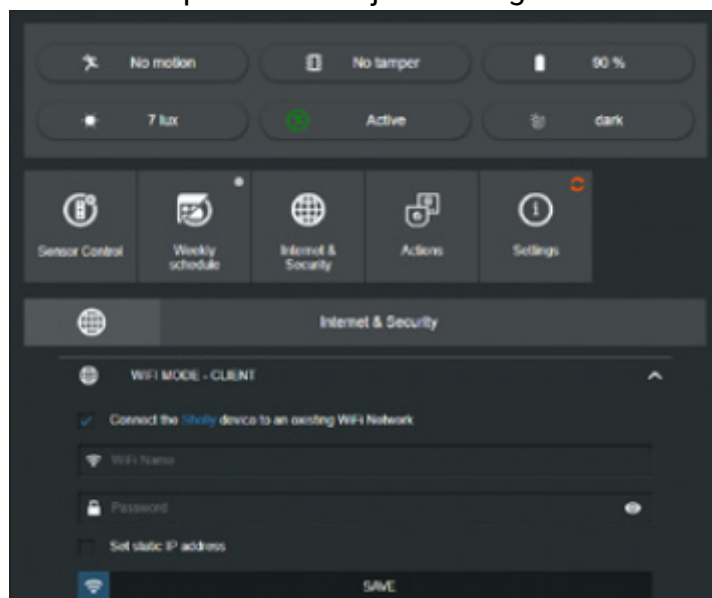 No motion
No tamper
90 %
7 lux
Active
dark
Sensor Control
Weekly schedule
Internet & Security
Actions
Settings
Internet & Security
WIFI MODE - CLIENT
Connect the Shelly device to an existing WiFi Network
WiFi Name
Password
Set static IP address
SAVE